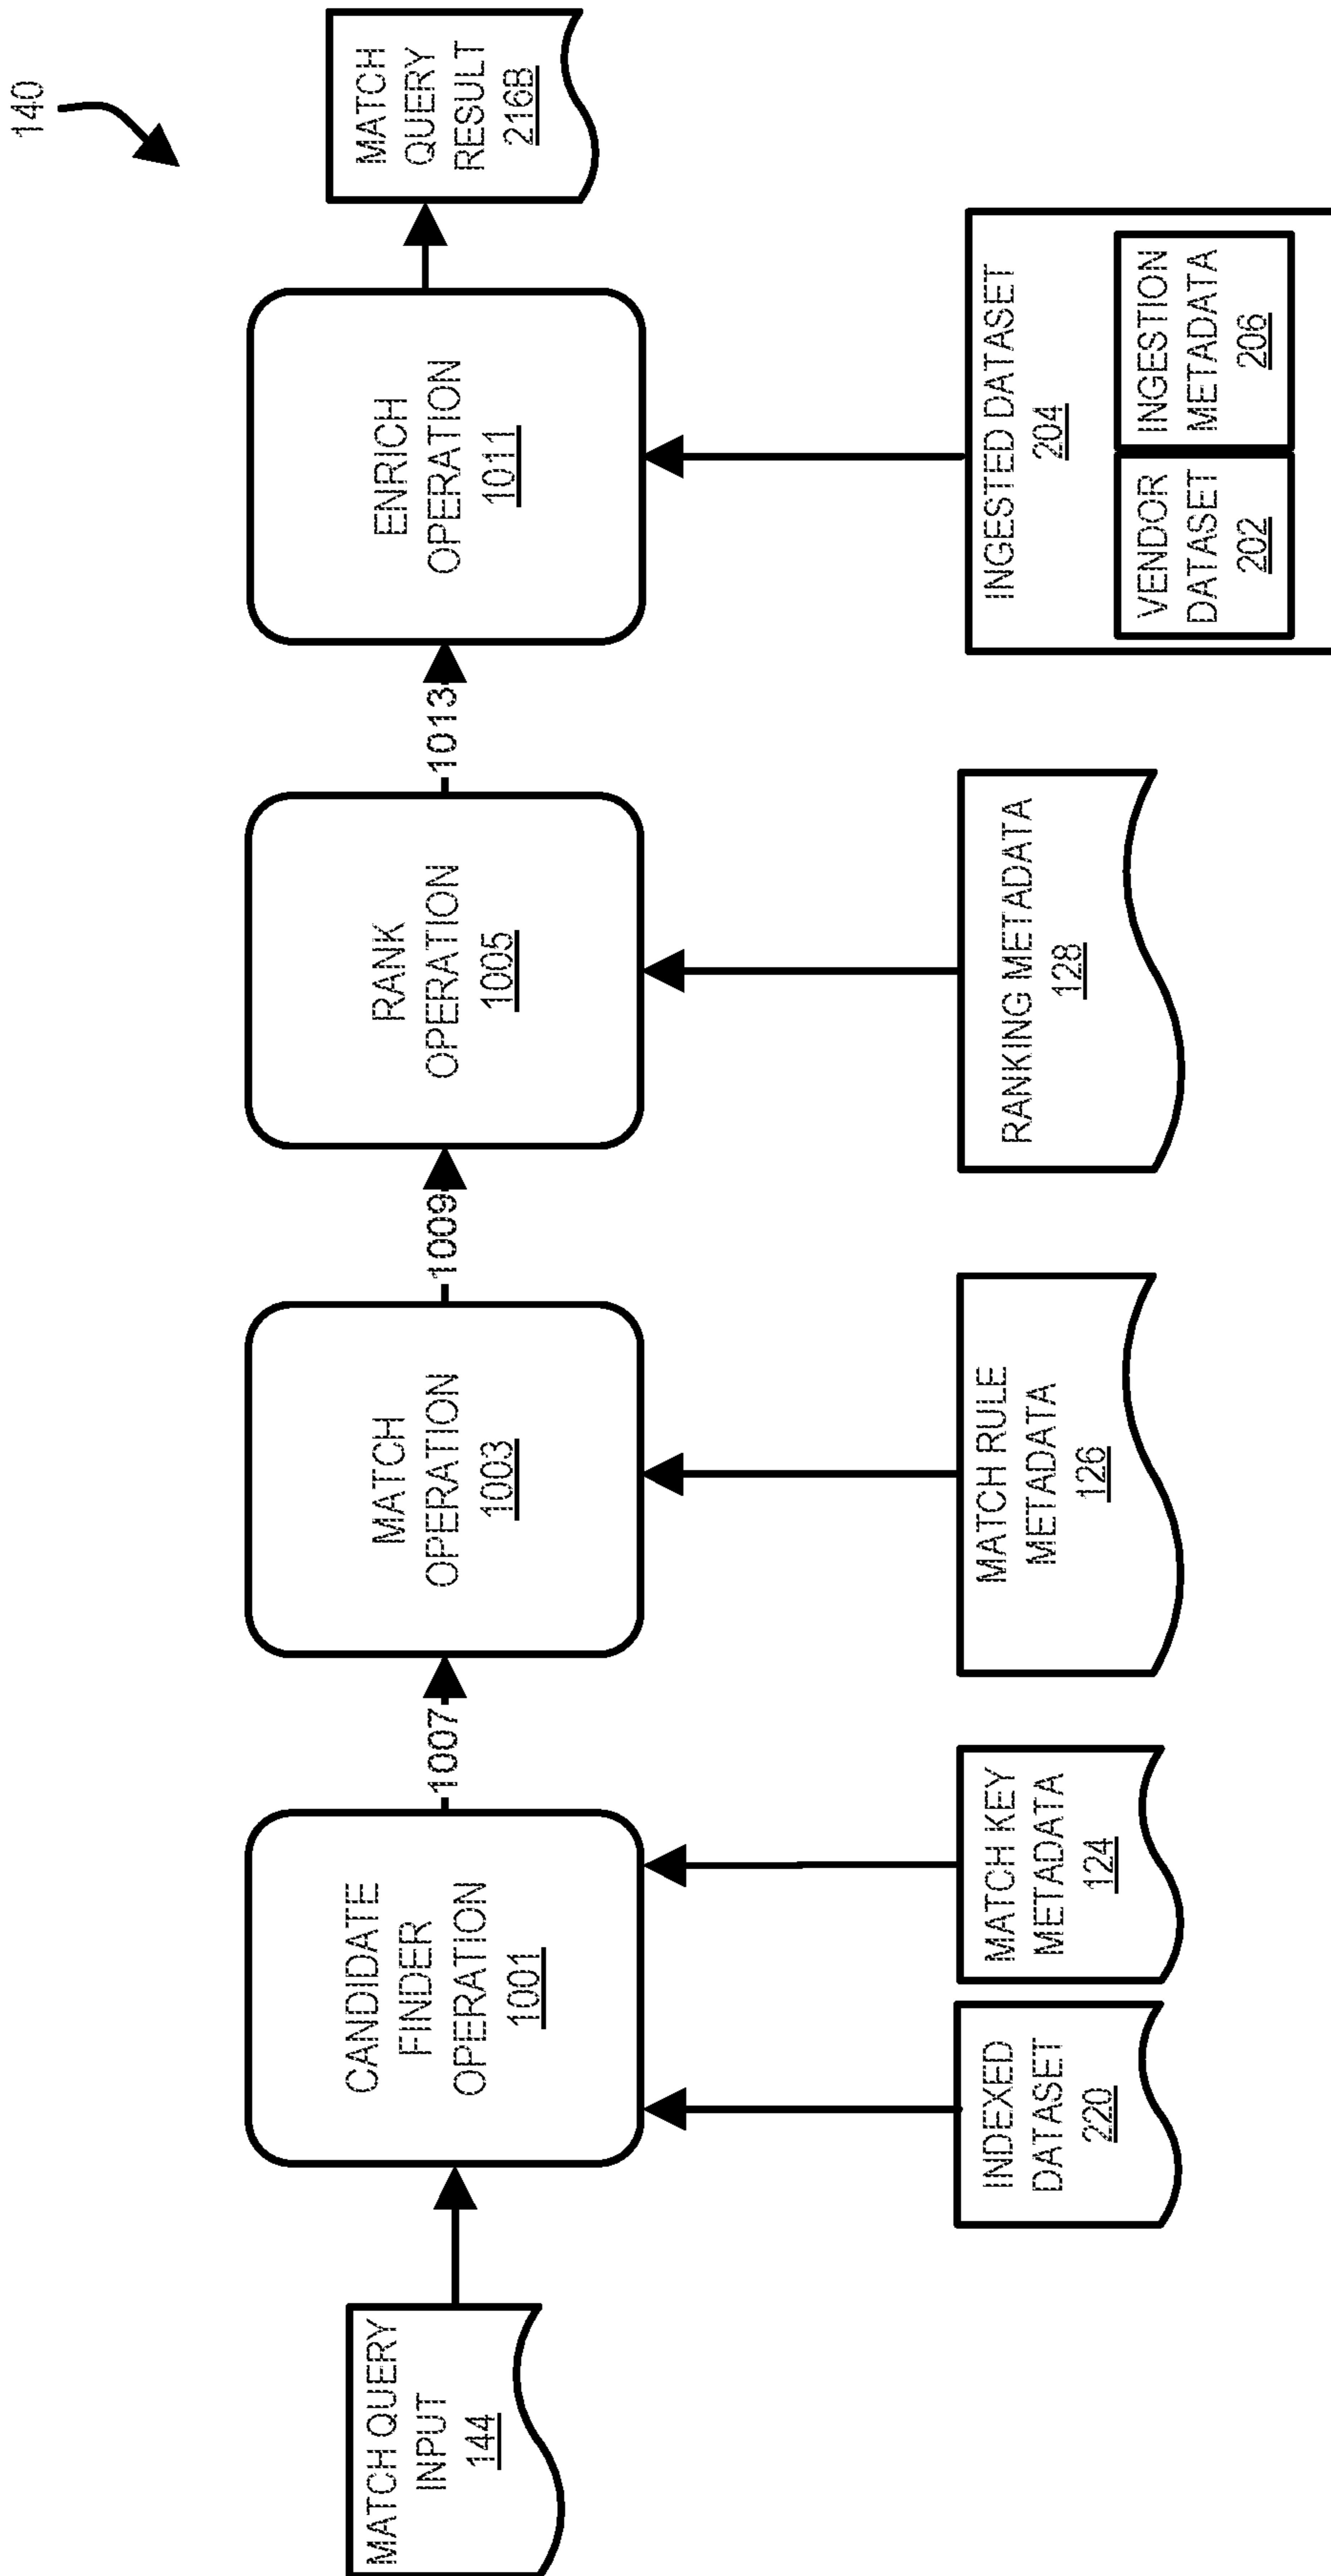 140
MATCH QUERY
INPUT
144
CANDIDATE
FINDER
OPERATION
1001
1007
MATCH
OPERATION
1003
1009
RANK
OPERATION
1005
1013
ENRICH
OPERATION
1011
MATCH
QUERY
RESULT
216B
INDEXED
DATASET
220
MATCH KEY
METADATA
124
MATCH RULE
METADATA
126
RANKING METADATA
128
INGESTED DATASET
204
VENDOR
DATASET
202
INGESTION
METADATA
206